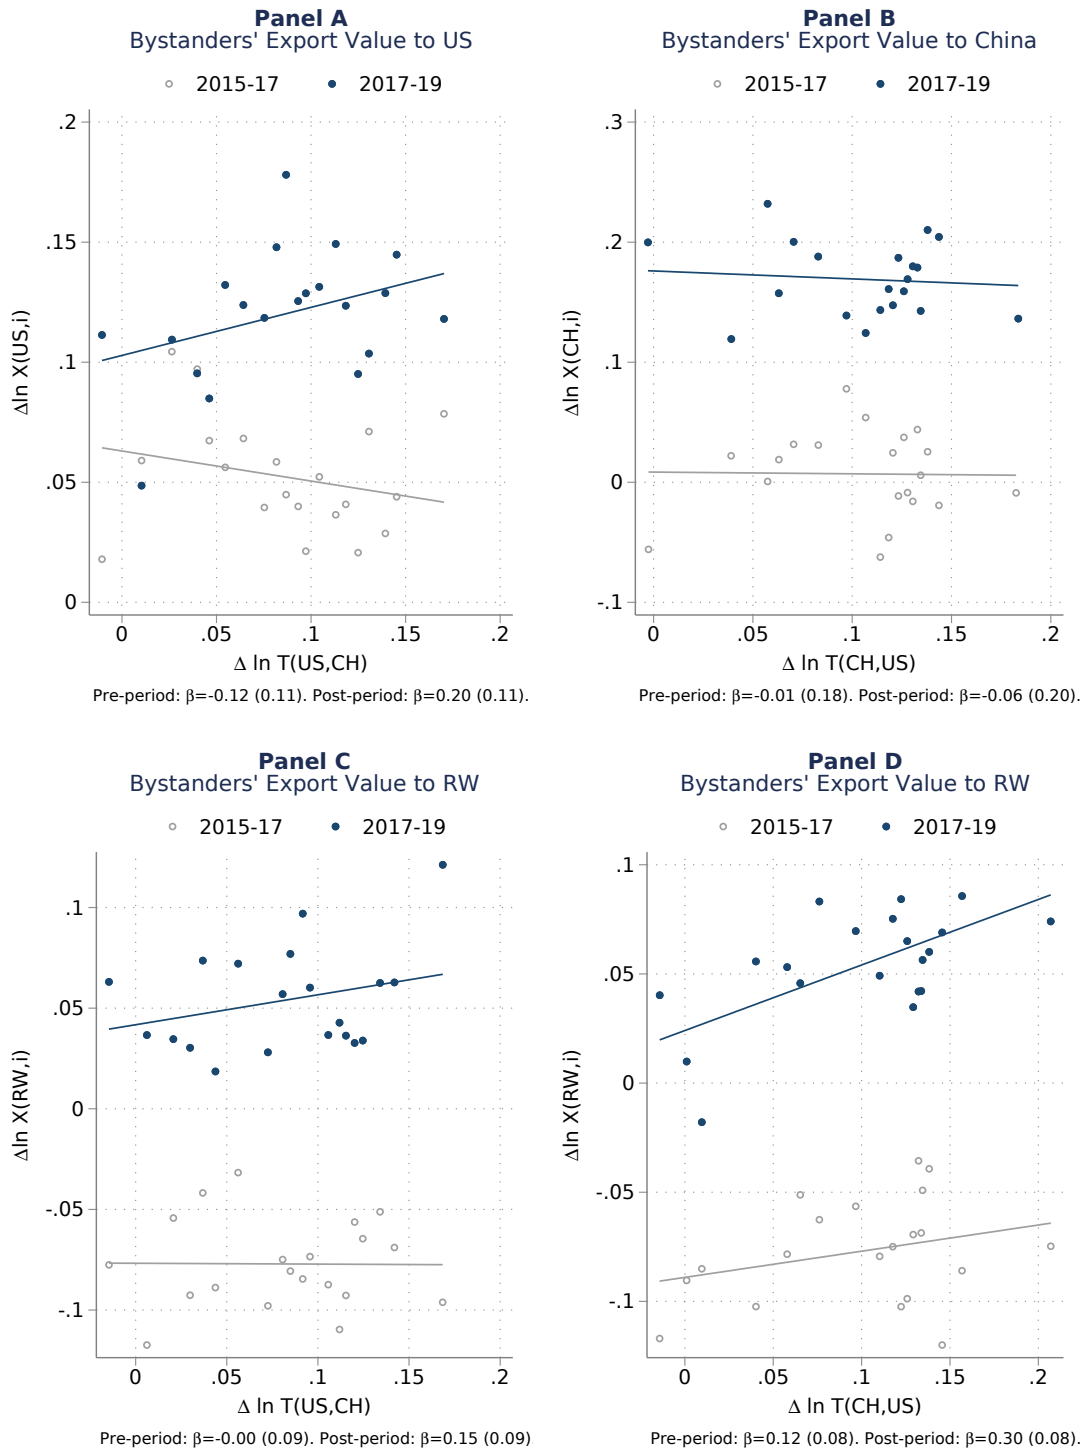 Panel A
Bystanders' Export Value to US
2015-17 2017-19
.2
.15
.1
.05
0
Δln X(US,i)
0 .05 .1 .15 .2
Δ ln T(US,CH)
Pre-period: β=-0.12 (0.11). Post-period: β=0.20 (0.11).
Panel B
Bystanders' Export Value to China
2015-17 2017-19
.3
.2
.1
0
-.1
Δln X(CH,i)
0 .05 .1 .15 .2
Δ ln T(CH,US)
Pre-period: β=-0.01 (0.18). Post-period: β=-0.06 (0.20).
Panel C
Bystanders' Export Value to RW
2015-17 2017-19
.1
.05
0
-.05
-.1
Δln X(RW,i)
0 .05 .1 .15 .2
Δ ln T(US,CH)
Pre-period: β=-0.00 (0.09). Post-period: β=0.15 (0.09)
Panel D
Bystanders' Export Value to RW
2015-17 2017-19
.1
.05
0
-.05
-.1
Δln X(RW,i)
0 .05 .1 .15 .2
Δ ln T(CH,US)
Pre-period: β=0.12 (0.08). Post-period: β=0.30 (0.08).